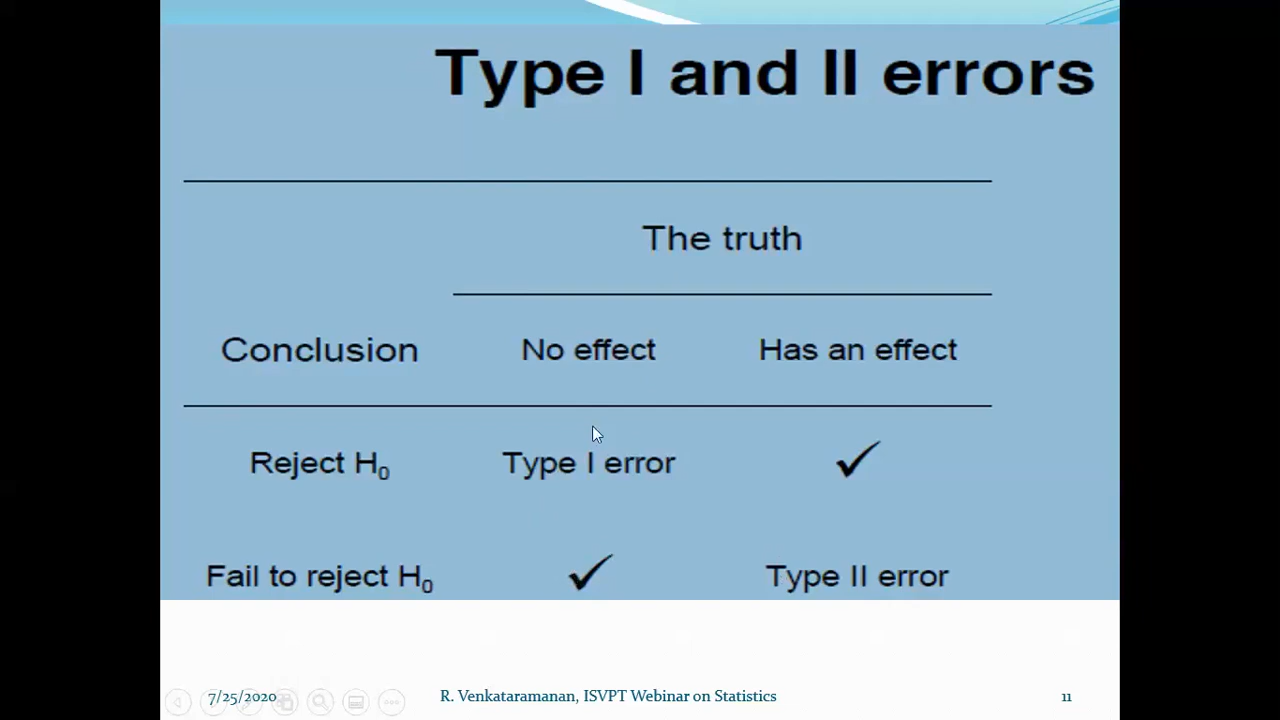 Type I and II errors
The truth
Conclusion No effect Has an effect
Reject H₀ Type I error ✓
Fail to reject H₀ ✓ Type II error
7/25/2020 R. Venkataramanan, ISVPT Webinar on Statistics 11